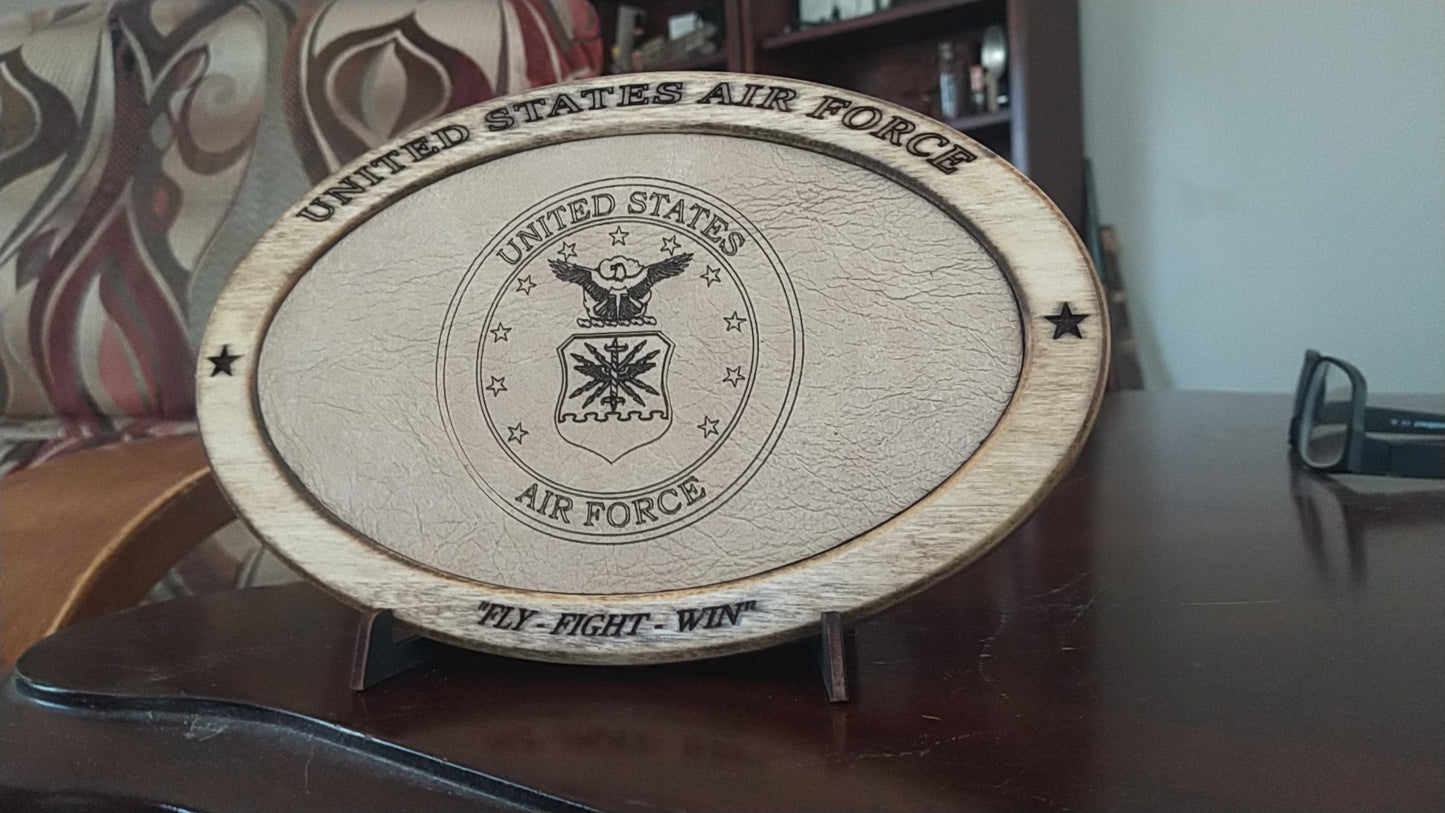 UNITED STATES AIR FORCE
UNITED STATES
AIR FORCE
"FLY - FIGHT - WIN"